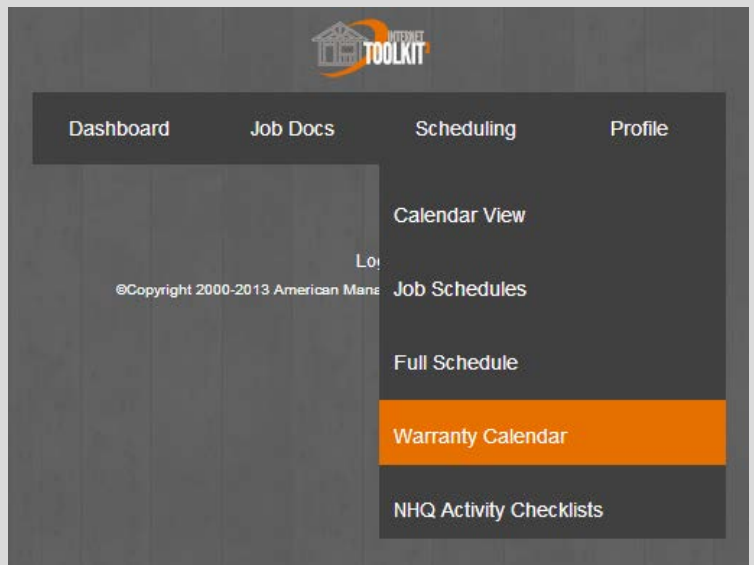 INTERNET
TOOLKIT
Dashboard Job Docs Scheduling Profile
Calendar View
Job Schedules
Full Schedule
Warranty Calendar
NHQ Activity Checklists
©Copyright 2000-2013 American